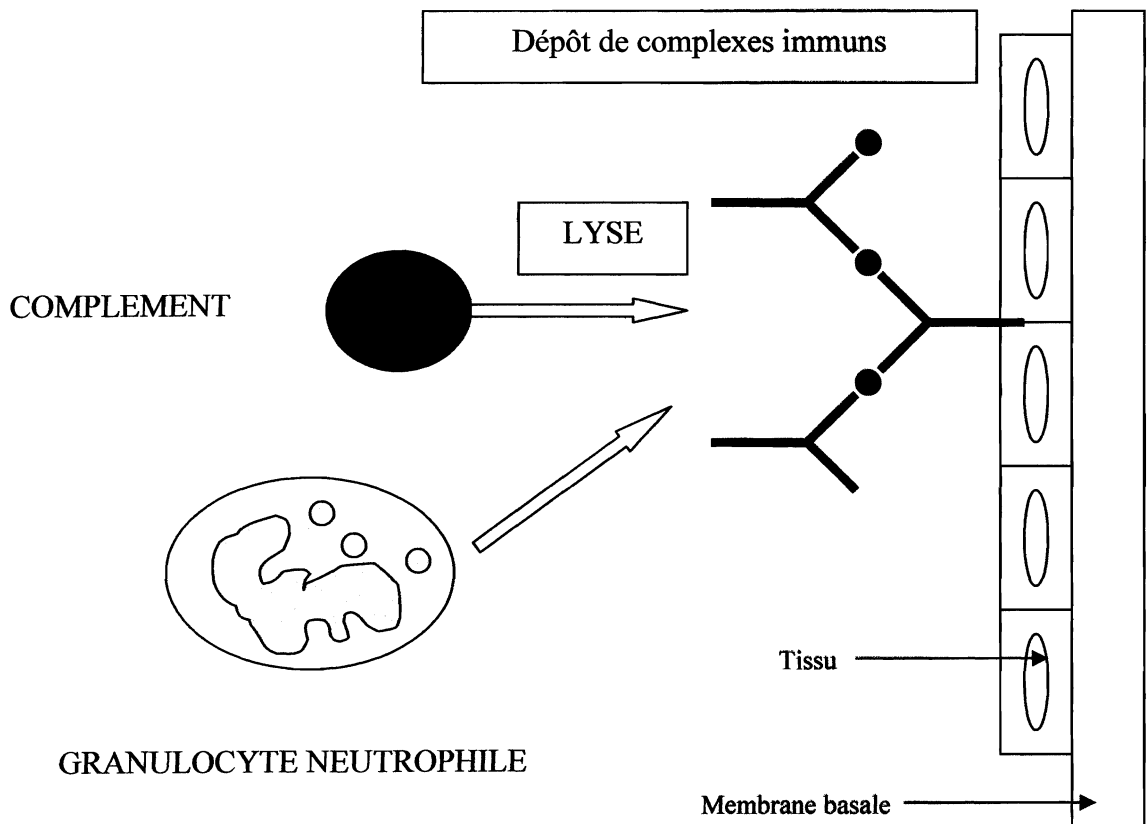 Dépôt de complexes immuns
LYSE
COMPLEMENT
Tissu
GRANULOCYTE NEUTROPHILE
Membrane basale